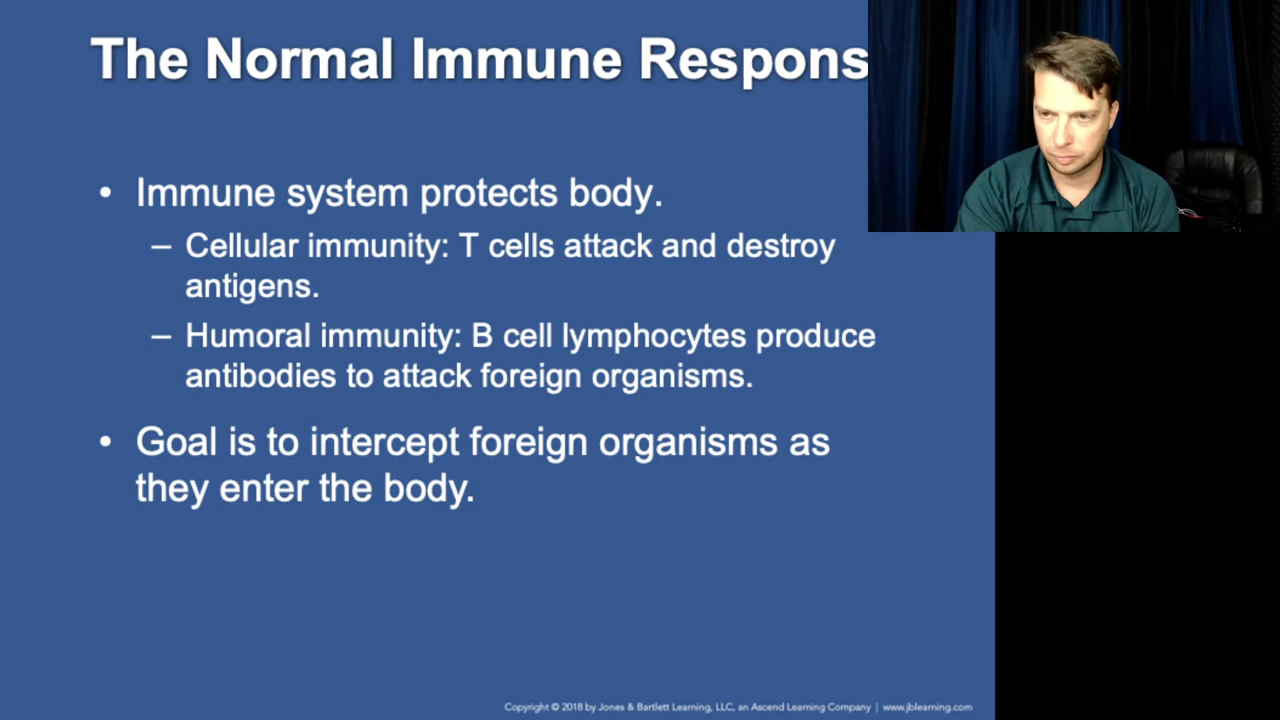 The Normal Immune Respons
• Immune system protects body.
– Cellular immunity: T cells attack and destroy
antigens.
– Humoral immunity: B cell lymphocytes produce
antibodies to attack foreign organisms.
• Goal is to intercept foreign organisms as
they enter the body.
Copyright © 2018 by Jones & Bartlett Learning, LLC, an Ascend Learning Company | www.jblearning.com